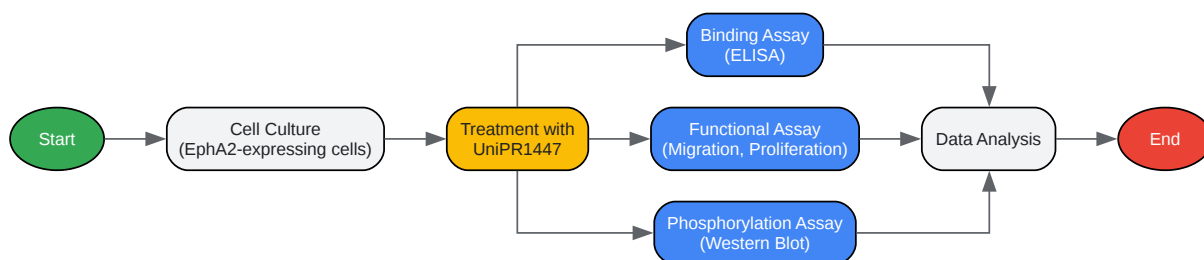 Start
Cell Culture
(EphA2-expressing cells)
Treatment with
UniPR1447
Binding Assay
(ELISA)
Functional Assay
(Migration, Proliferation)
Phosphorylation Assay
(Western Blot)
Data Analysis
End